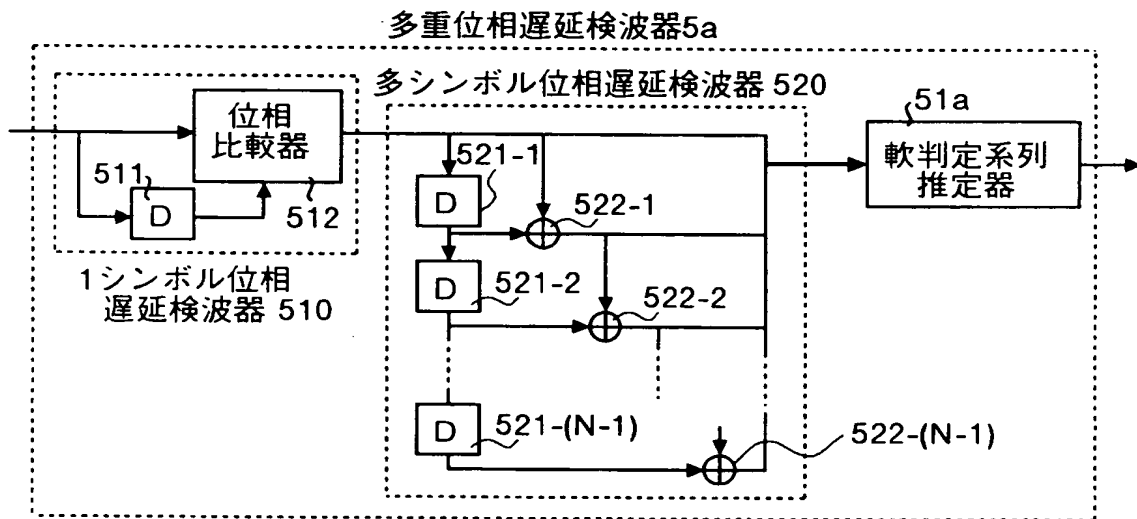 多重位相遅延検波器5a
多シンボル位相遅延検波器 520
位相
比較器
511
D
512
1シンボル位相
遅延検波器 510
521-1
D
522-1
D
521-2
522-2
D
521-(N-1)
522-(N-1)
51a
軟判定系列
推定器